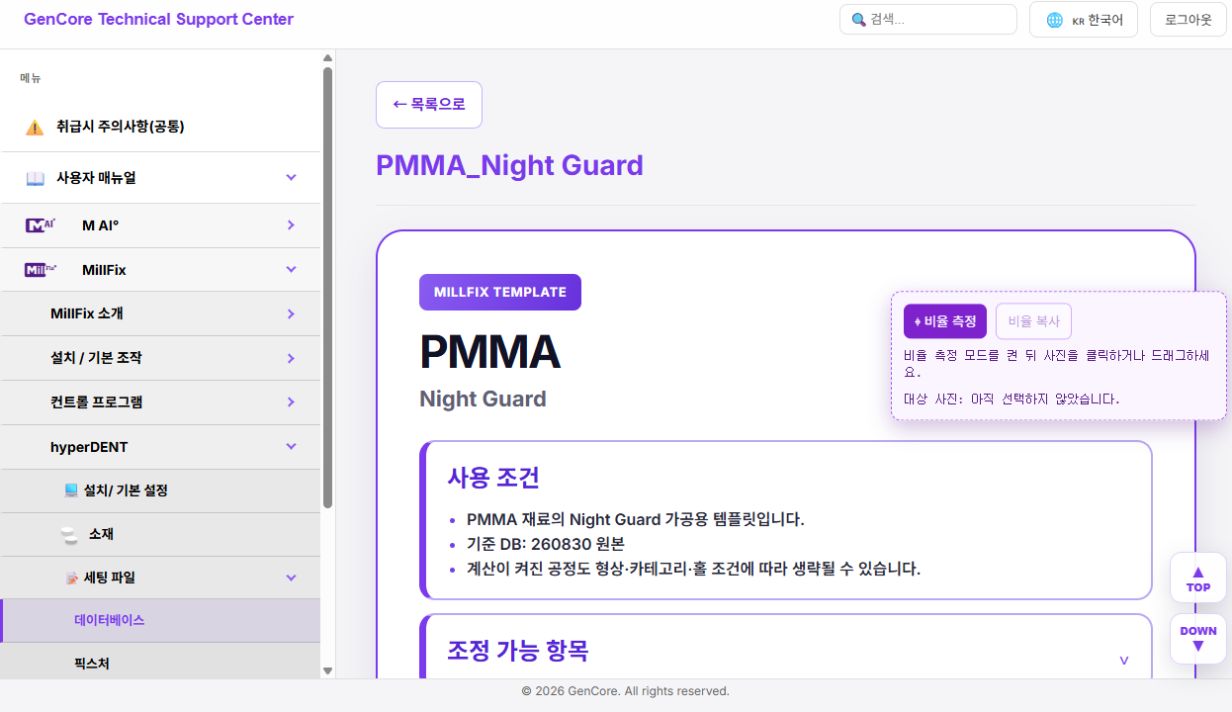 GenCore Technical Support Center
🔍 검색...
🌐 KR 한국어
로그아웃
메뉴
⚠️ 취급시 주의사항(공통)
📖 사용자 매뉴얼
M AI M AI°
MillFix MillFix
MillFix 소개
설치 / 기본 조작
컨트롤 프로그램
hyperDENT
설치/ 기본 설정
소재
세팅 파일
데이터베이스
픽스처
← 목록으로
PMMA_Night Guard
MILLFIX TEMPLATE
PMMA
Night Guard
비율 측정
비율 복사
비율 측정 모드를 켠 뒤 사진을 클릭하거나 드래그하세
요.
대상 사진: 아직 선택하지 않았습니다.
사용 조건
• PMMA 재료의 Night Guard 가공용 템플릿입니다.
• 기준 DB: 260830 원본
• 계산이 켜진 공정도 형상·카테고리·홀 조건에 따라 생략될 수 있습니다.
조정 가능 항목
v
▲
TOP
DOWN
▼
© 2026 GenCore. All rights reserved.